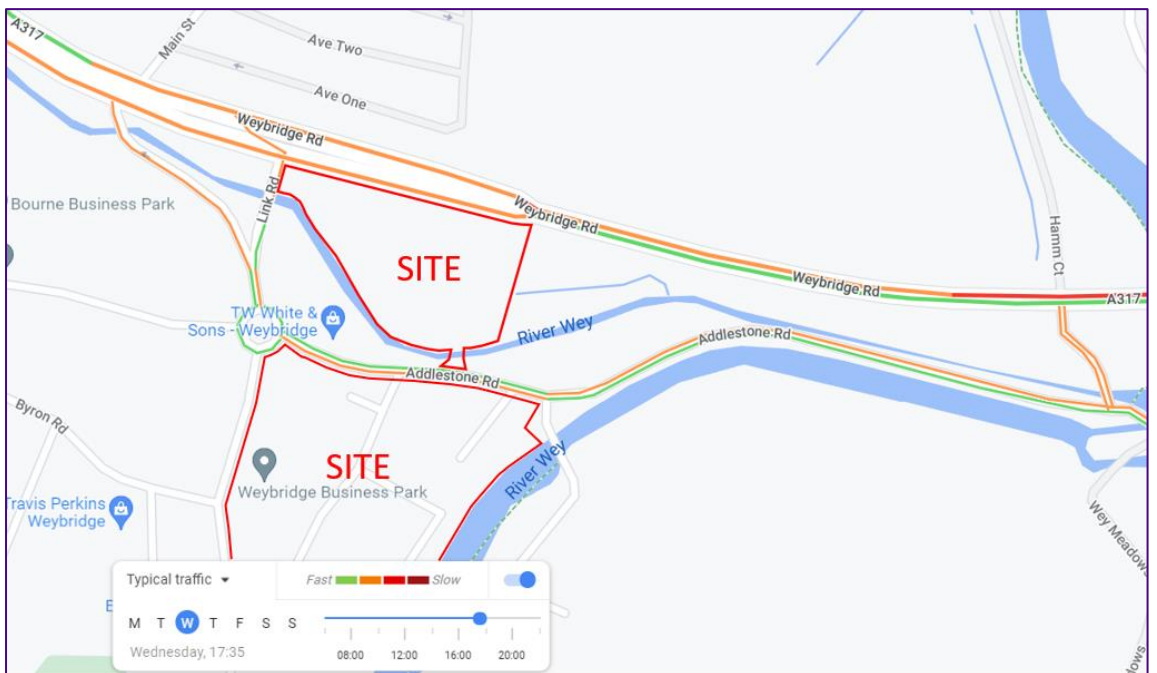 A317
Main St
Ave Two
Ave One
Weybridge Rd
Bourne Business Park
Link Rd
Weybridge Rd
Hamm Ct
SITE
Weybridge Rd
A317
TW White &
Sons - Weybridge
River Wey
Addlestone Rd
Addlestone Rd
Byron Rd
SITE
River Wey
Weybridge Business Park
Travis Perkins
Weybridge
Wey Meadows
Typical traffic
Fast
Slow
E
M T W T F S S
Wednesday, 17:35
08:00 12:00 16:00 20:00
dows